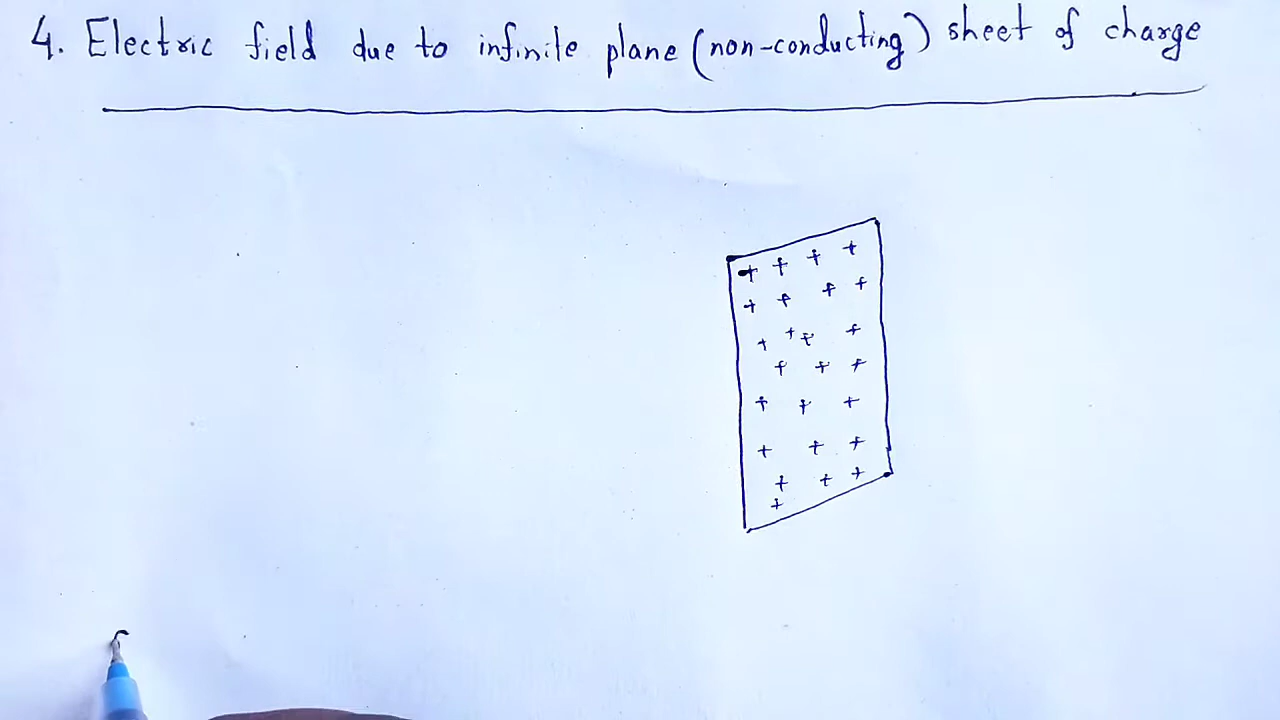 4. Electric field due to infinite plane (non-conducting) sheet of charge
+ + + +
+ + + +
+ + + +
+ + +
+ + +
+ + +
+ + +
+